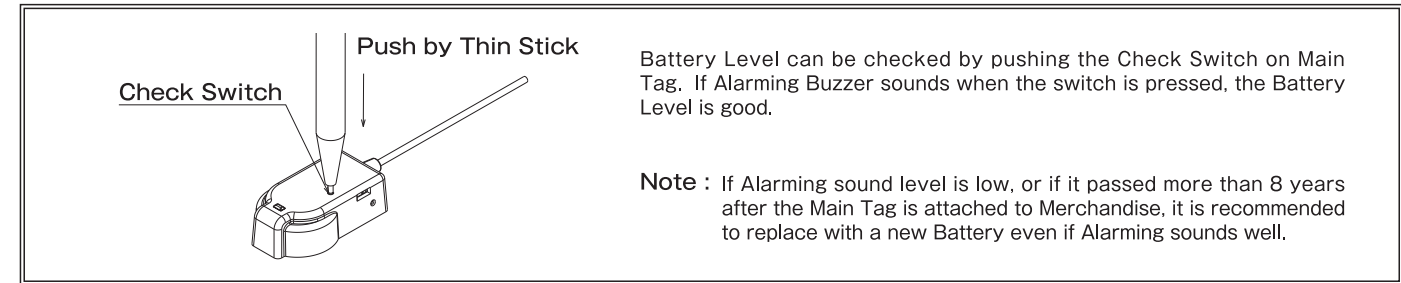 Push by Thin Stick
Check Switch
Battery Level can be checked by pushing the Check Switch on Main
Tag. If Alarming Buzzer sounds when the switch is pressed, the Battery
Level is good.
Note : If Alarming sound level is low, or if it passed more than 8 years
after the Main Tag is attached to Merchandise, it is recommended
to replace with a new Battery even if Alarming sounds well.